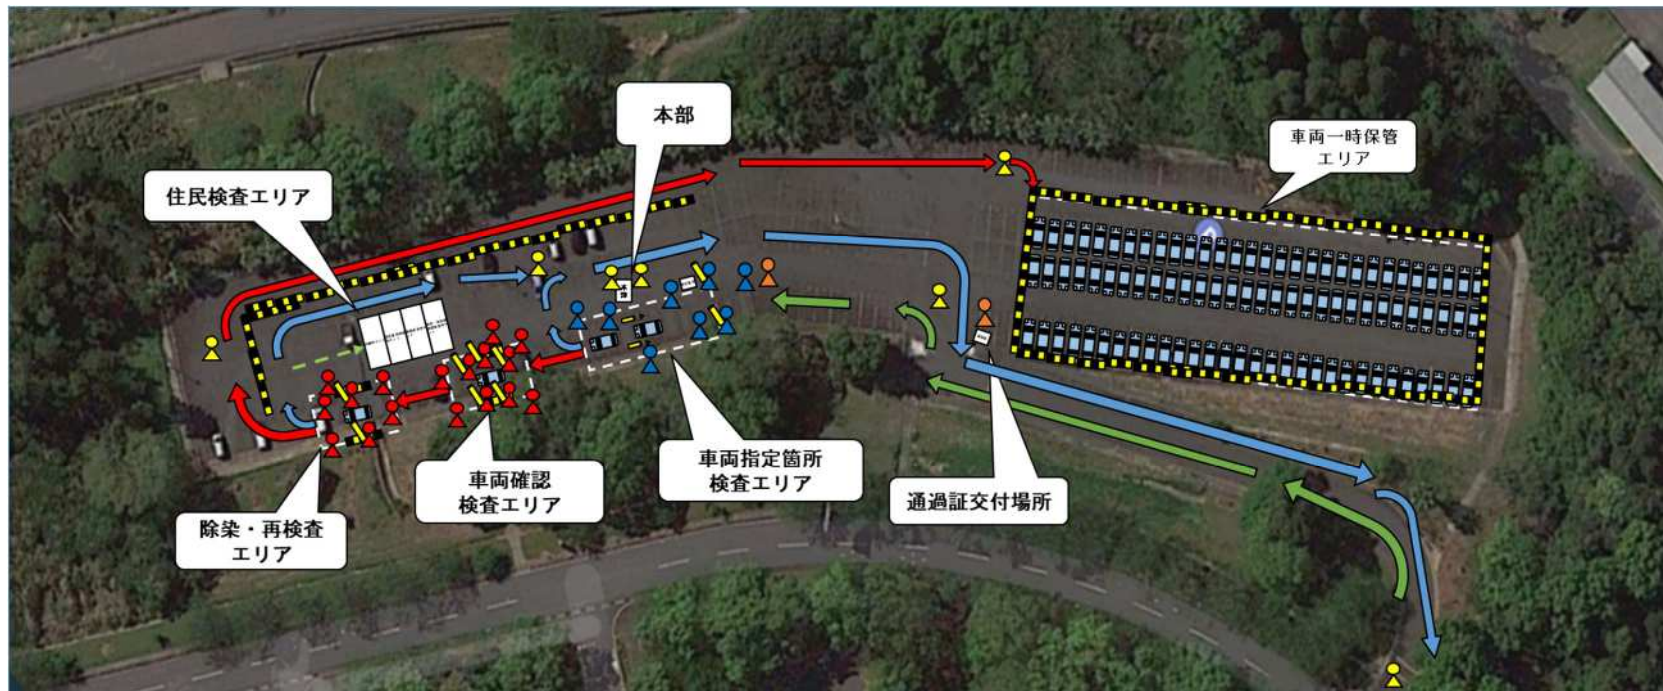 本部
車両一時保管
エリア
住民検査エリア
本部
車両指定箇所
検査エリア
車両確認
検査エリア
通過証交付場所
除染・再検査
エリア